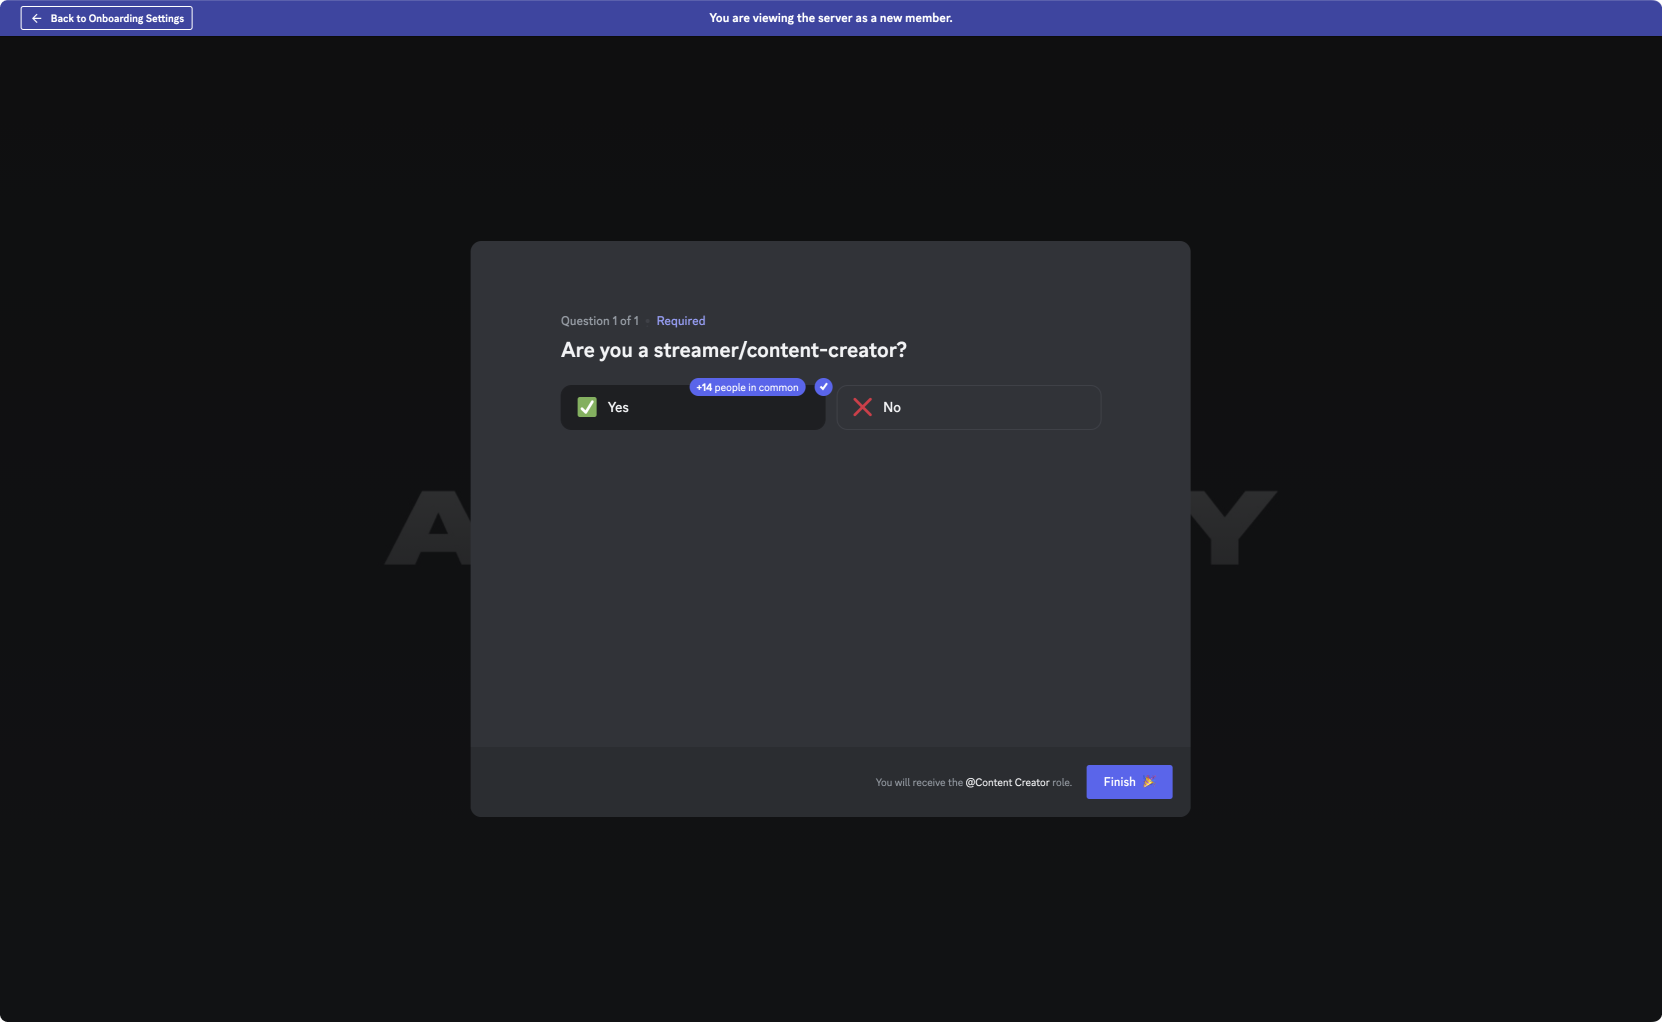 Back to Onboarding Settings
You are viewing the server as a new member.
Question 1 of 1 • Required
Are you a streamer/content-creator?
+14 people in common
Yes
No
You will receive the @Content Creator role.
Finish